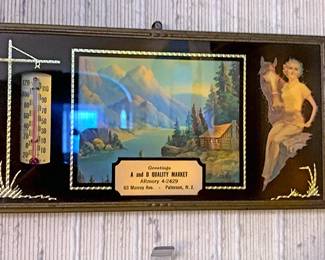 Greetings
A and D QUALITY MARKET
ARmory 4-2629
63 Murray Ave. - Paterson, N. J.